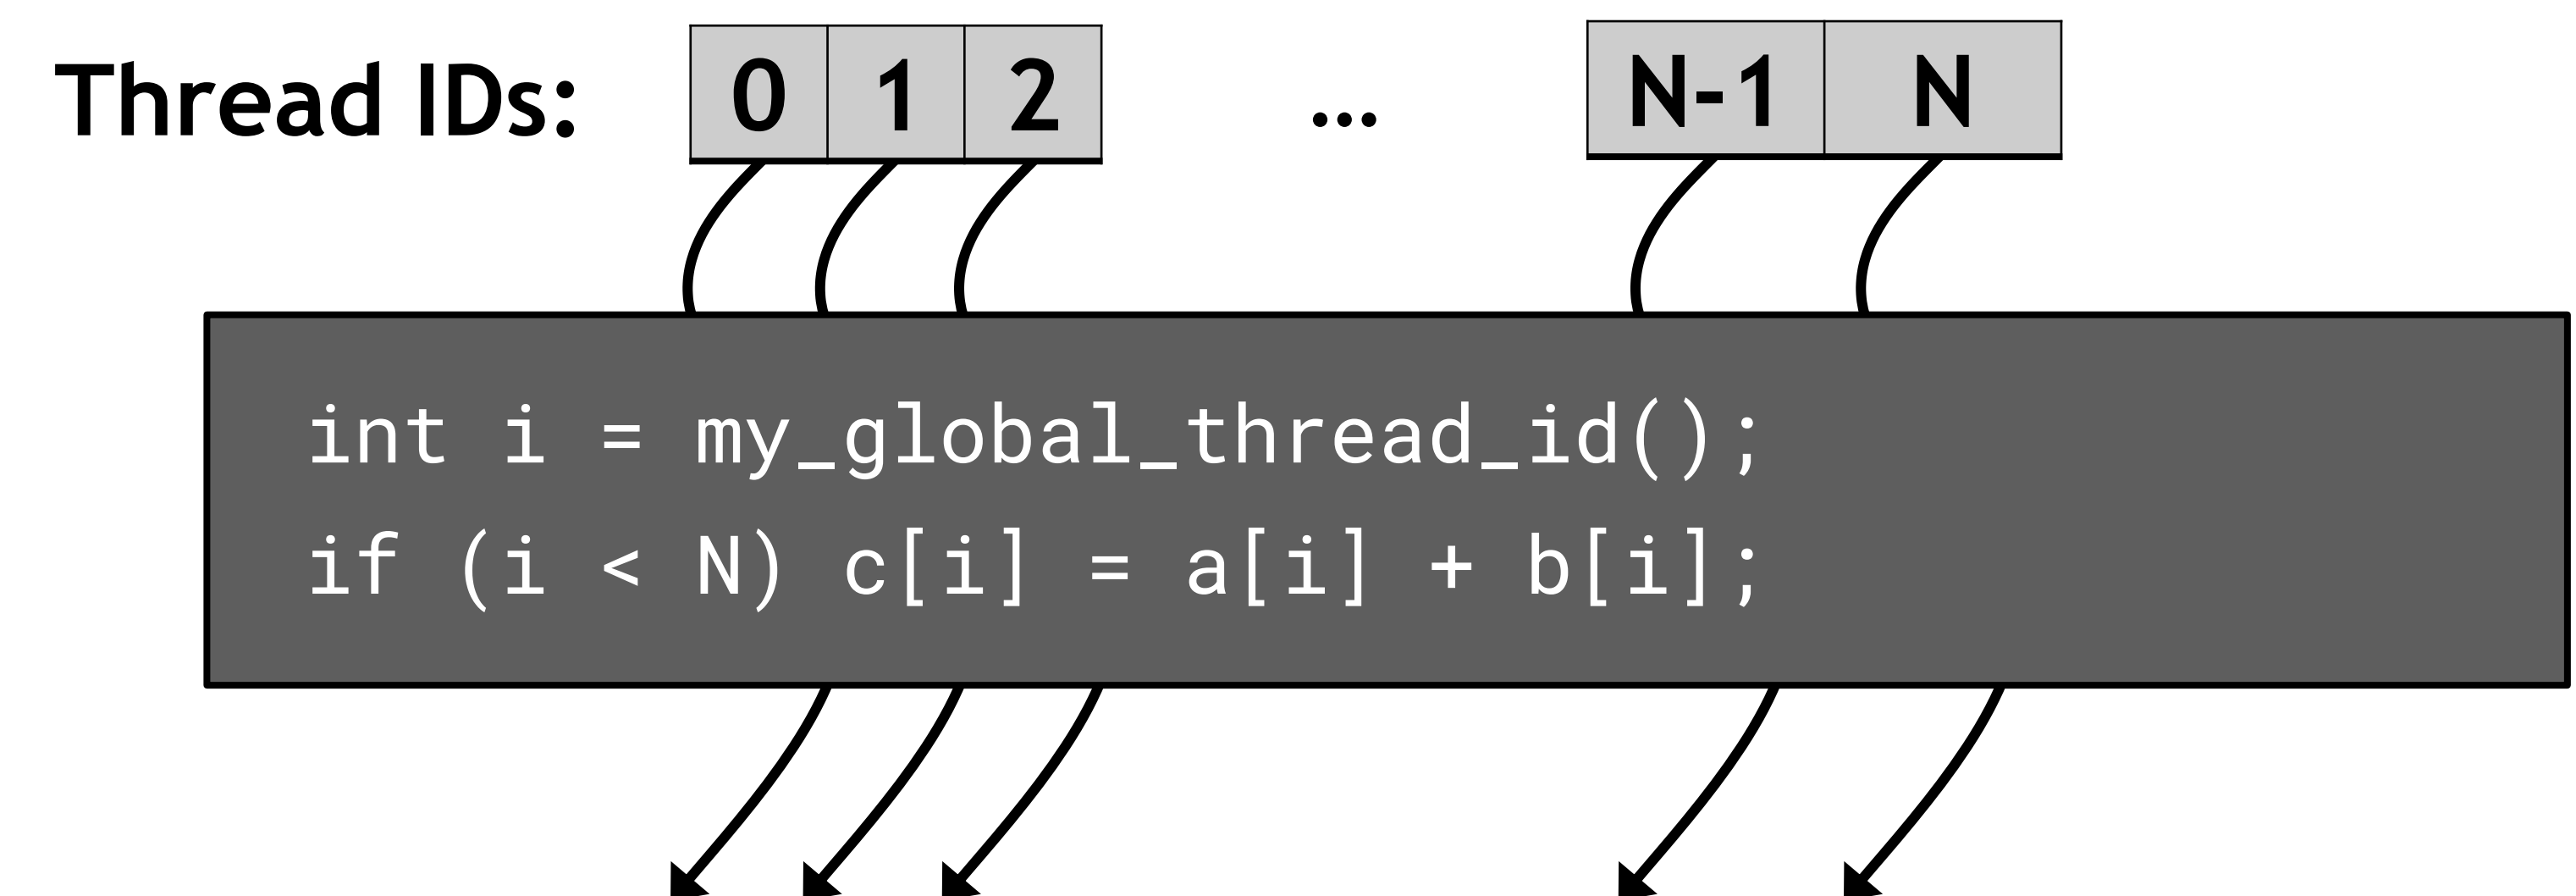 Thread IDs: 0 1 2 ... N-1 N
int i = my_global_thread_id();
if (i < N) c[i] = a[i] + b[i];